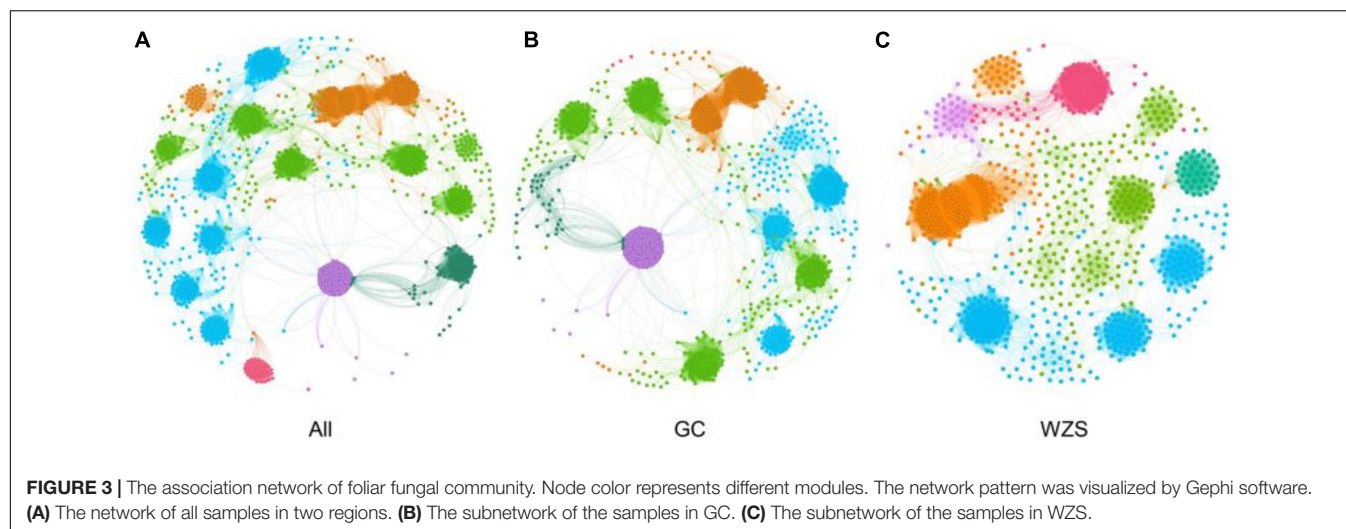 A
B
C
All
GC
WZS
FIGURE 3 | The association network of foliar fungal community. Node color represents different modules. The network pattern was visualized by Gephi software.
(A) The network of all samples in two regions. (B) The subnetwork of the samples in GC. (C) The subnetwork of the samples in WZS.